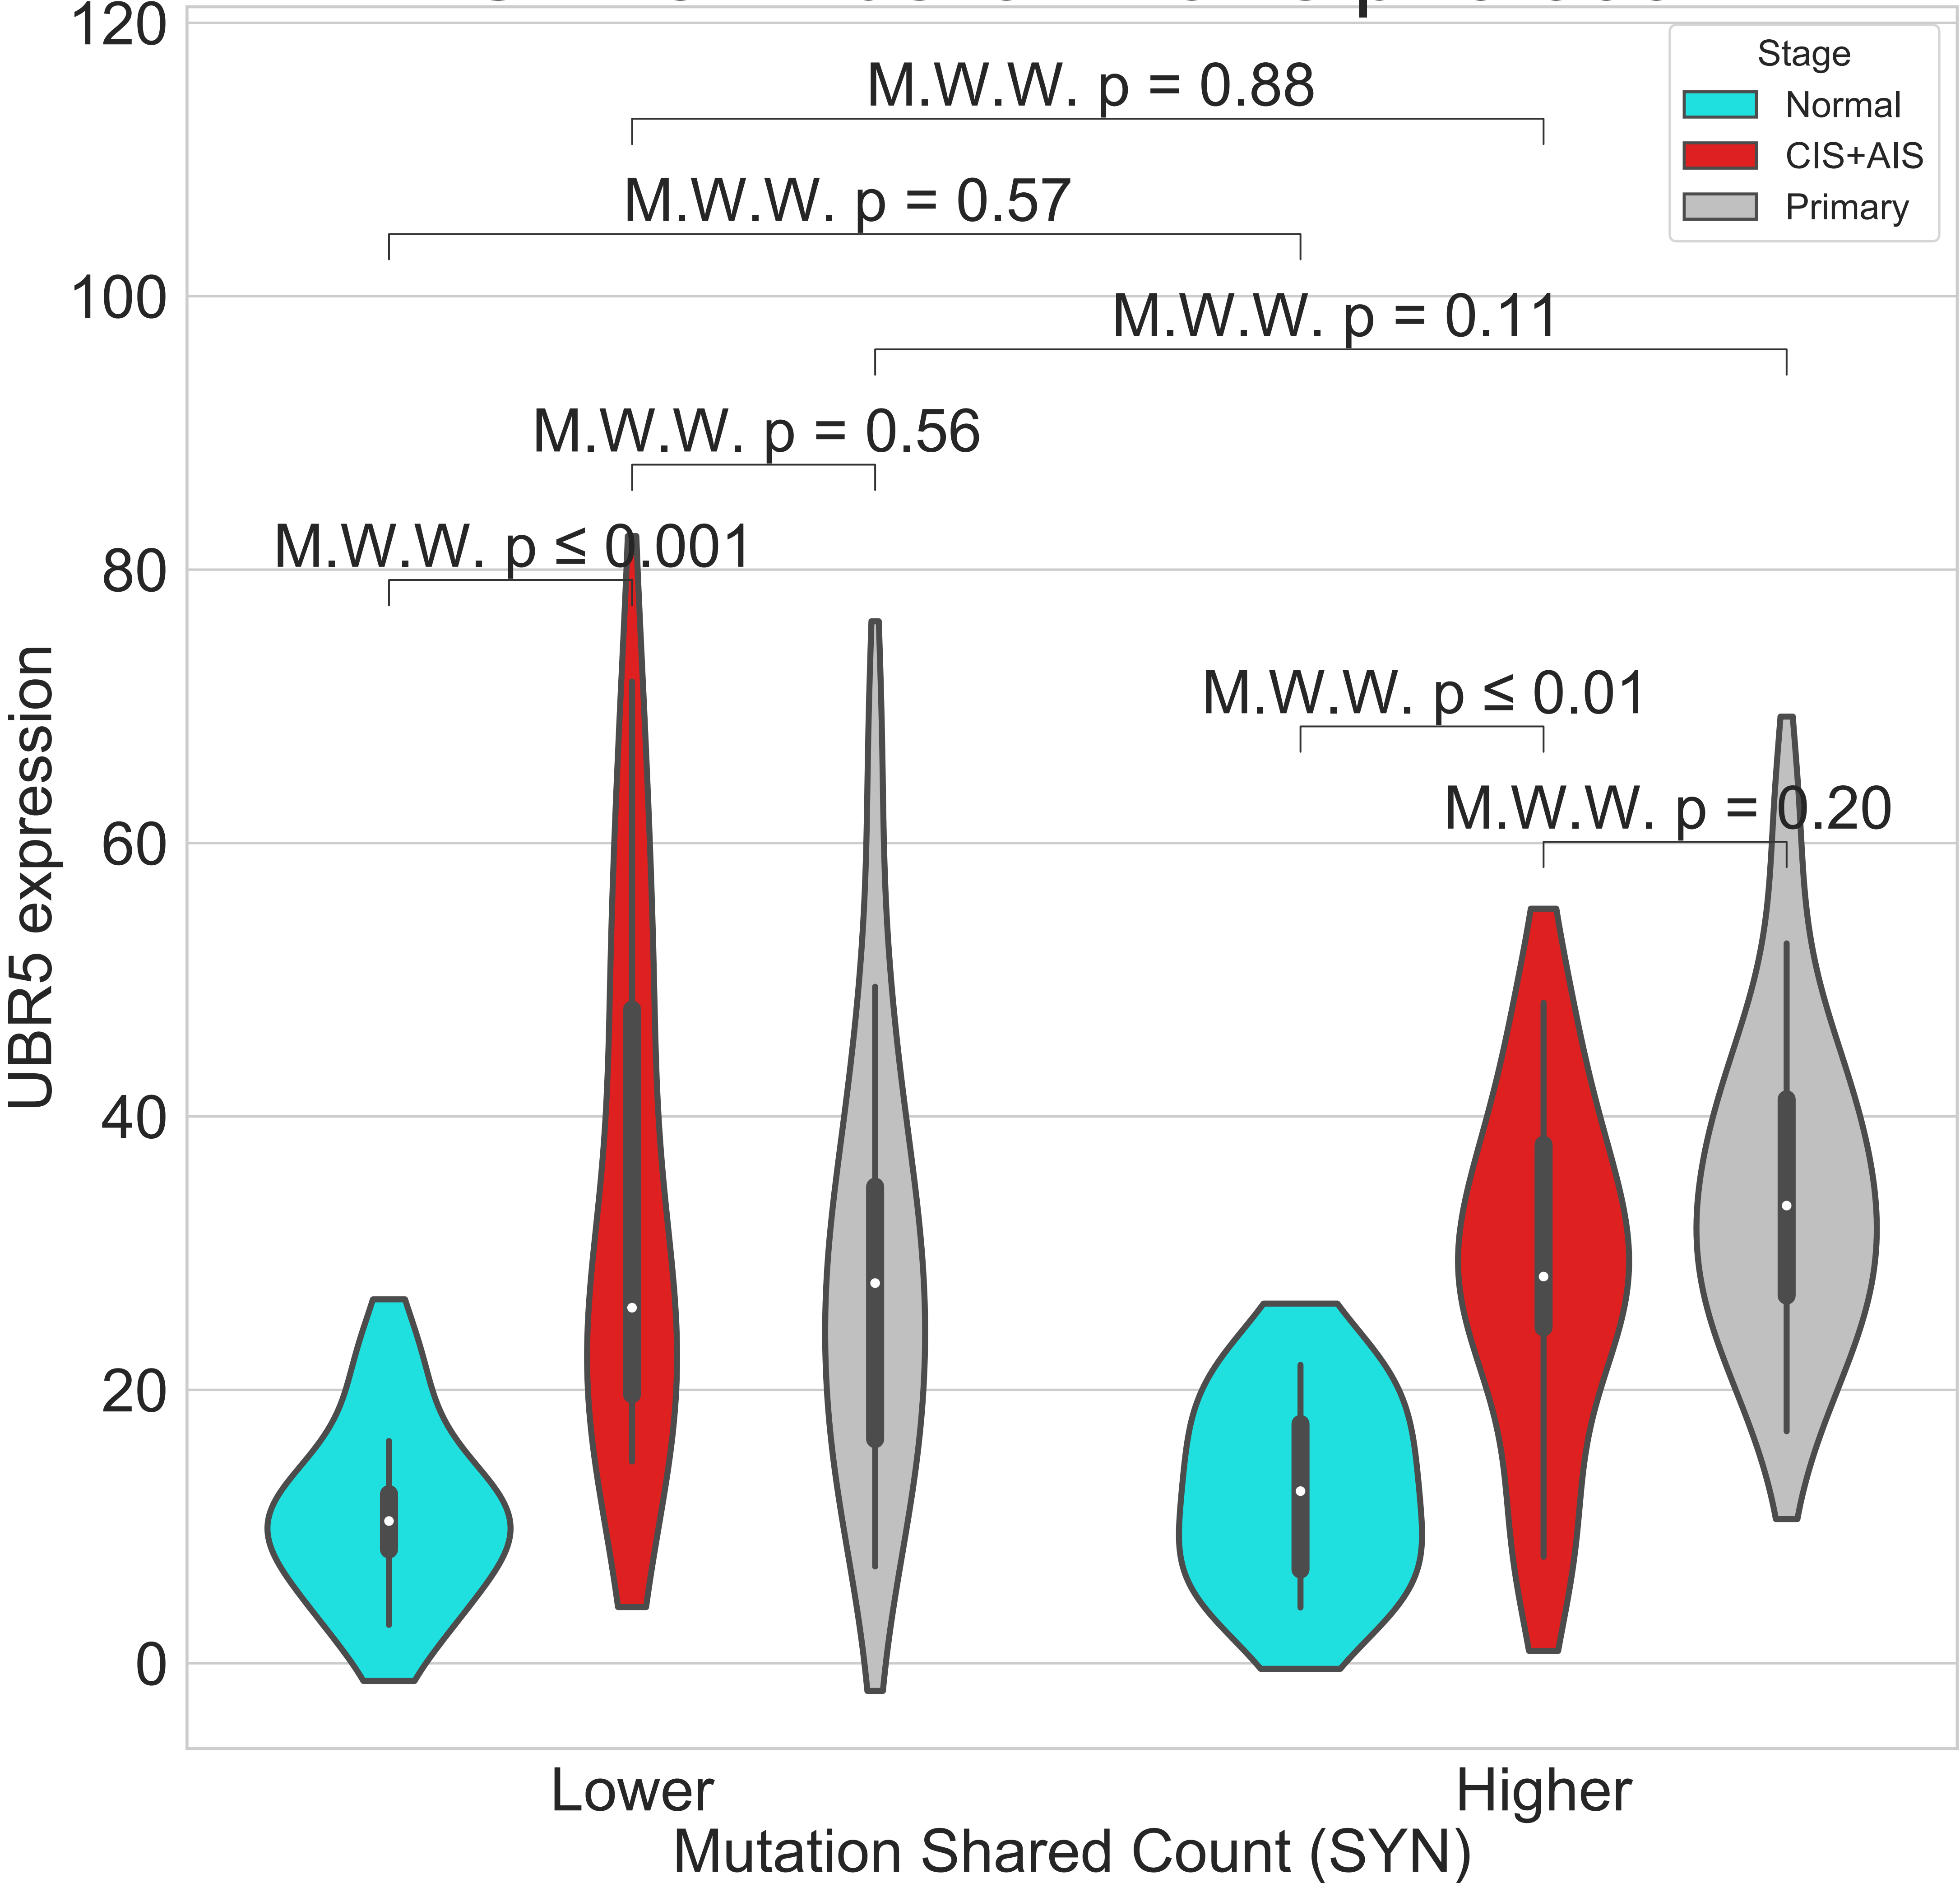 120
M.W.W. p = 0.88
Stage
Normal
CIS+AIS
Primary
M.W.W. p = 0.57
100
M.W.W. p = 0.11
M.W.W. p = 0.56
M.W.W. p ≤ 0.001
80
M.W.W. p ≤ 0.01
M.W.W. p = 0.20
60
UBR5 expression
40
20
0
Lower
Higher
Mutation Shared Count (SYN)